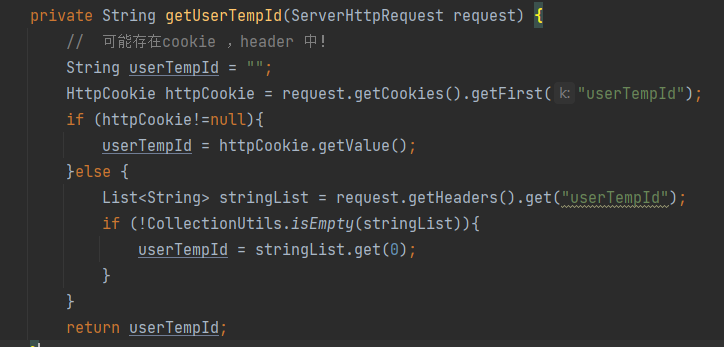 private String getUserTempId(ServerHttpRequest request) {
// 可能存在cookie ，header 中!
String userTempId = "";
HttpCookie httpCookie = request.getCookies().getFirst( k: "userTempId");
if (httpCookie!=null){
userTempId = httpCookie.getValue();
}else {
List<String> stringList = request.getHeaders().get("userTempId");
if (!CollectionUtils.isEmpty(stringList)){
userTempId = stringList.get(0);
}
}
return userTempId;
}